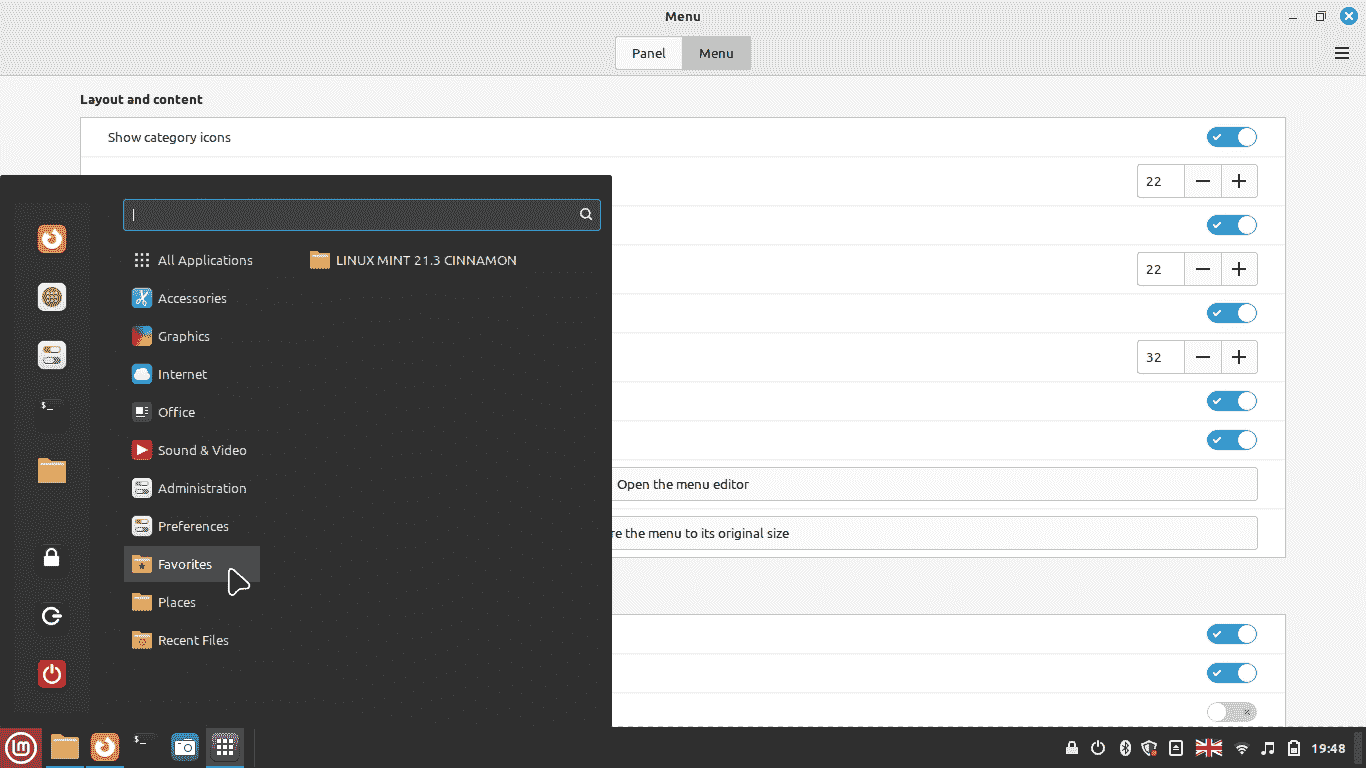 Menu
Panel
Menu
Layout and content
Show category icons
22
22
32
Open the menu editor
re the menu to its original size
All Applications
LINUX MINT 21.3 CINNAMON
Accessories
Graphics
Internet
Office
Sound & Video
Administration
Preferences
Favorites
Places
Recent Files
$_
$_
lm
19:48